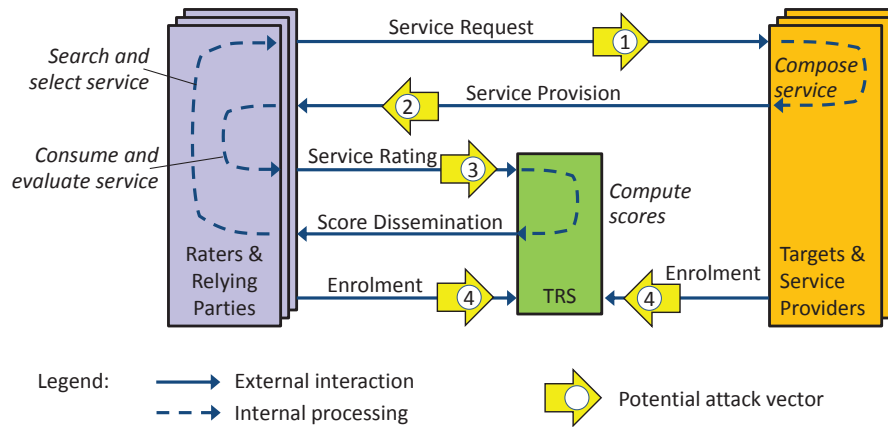 Service Request
1
Search and
select service
Compose
service
Service Provision
2
Consume and
evaluate service
Service Rating
3
Compute
scores
Score Dissemination
Raters &
Relying
Parties
Enrolment
4
TRS
Enrolment
4
Targets &
Service
Providers
Legend:
External interaction
Internal processing
Potential attack vector